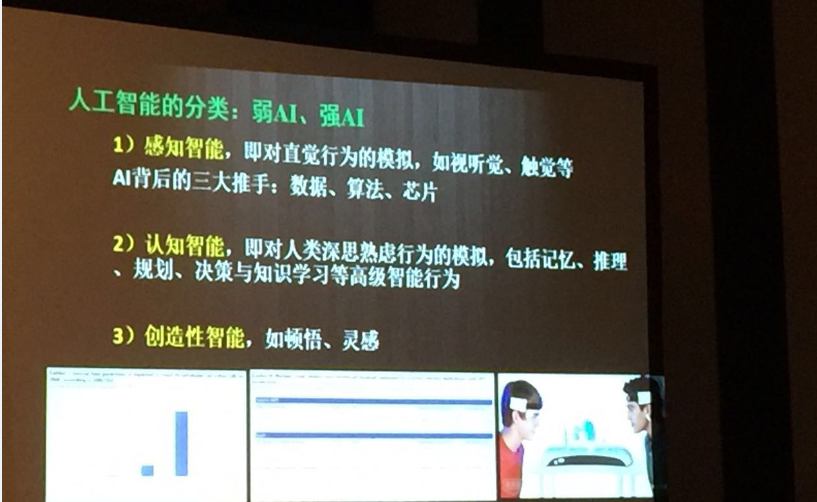 人工智能的分类：弱AI、强AI
1）感知智能，即对直觉行为的模拟，如视听觉、触觉等
AI背后的三大推手：数据、算法、芯片
2）认知智能，即对人类深思熟虑行为的模拟，包括记忆、推理
、规划、决策与知识学习等高级智能行为
3）创造性智能，如顿悟、灵感